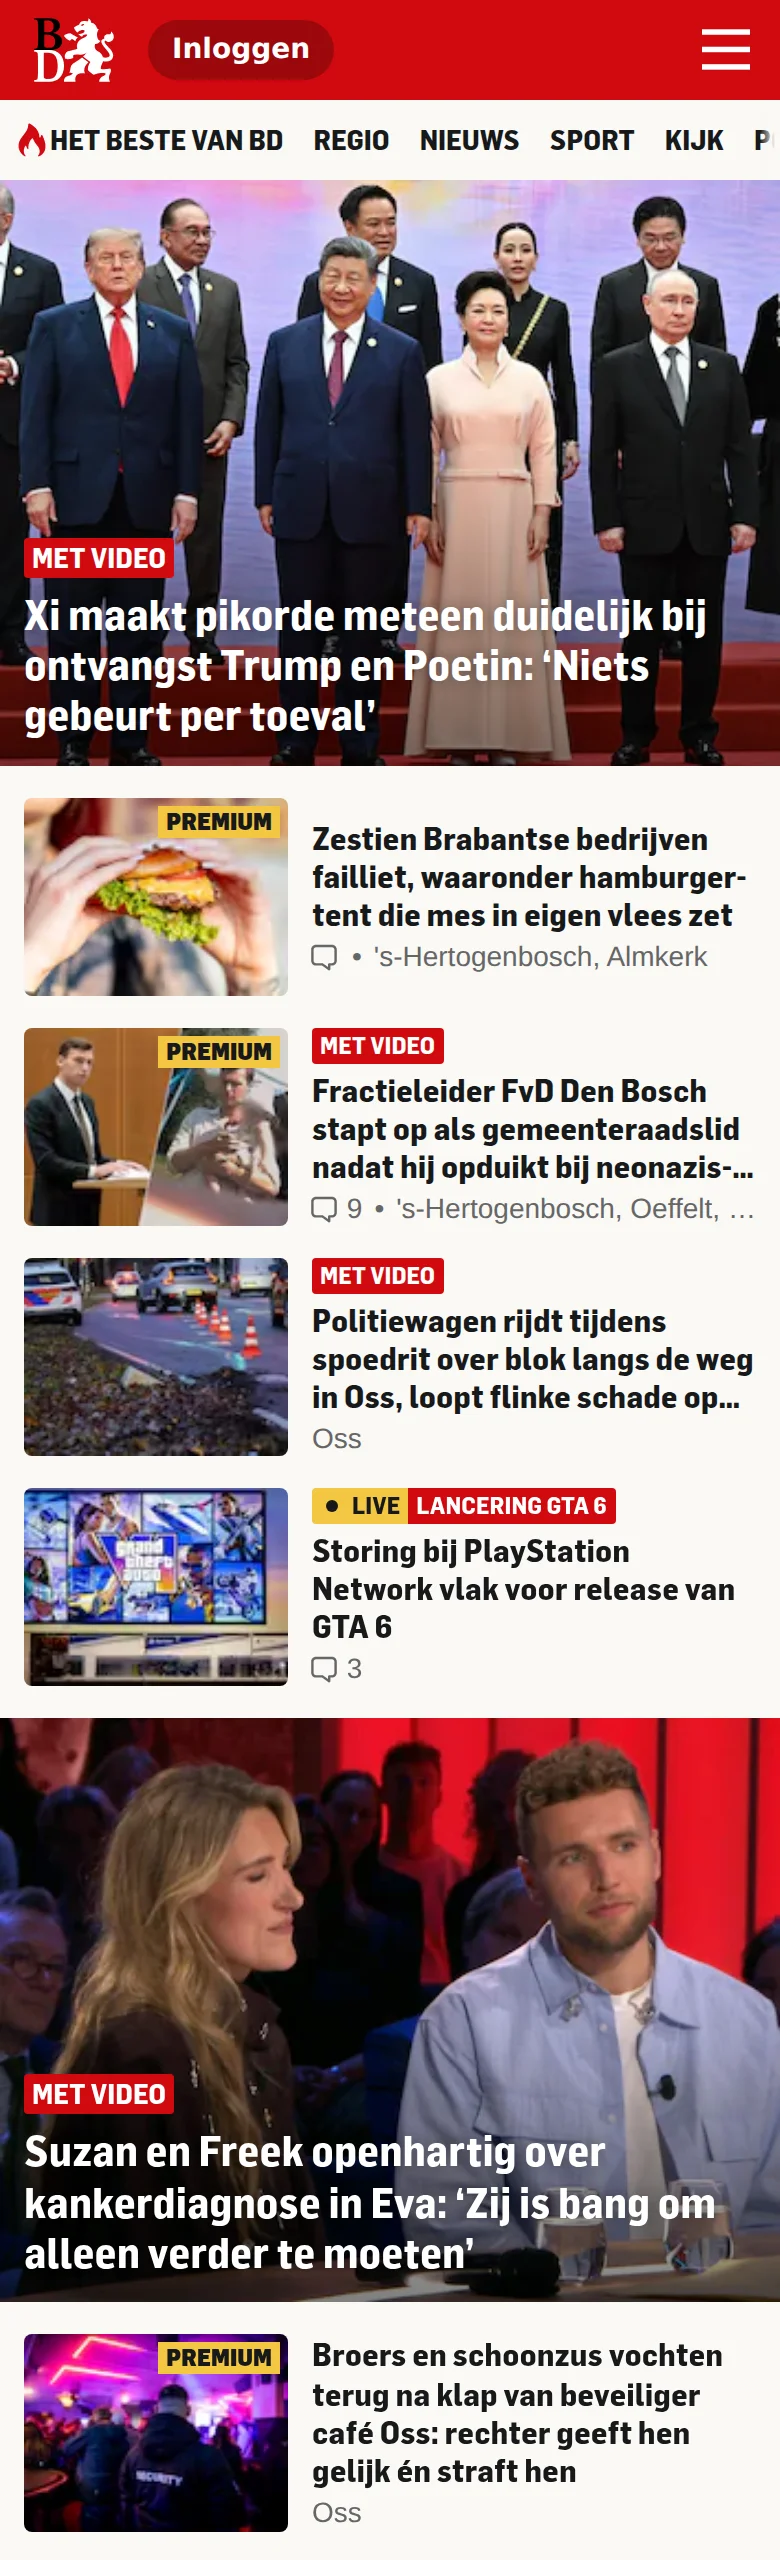 BD
Inloggen
HET BESTE VAN BD REGIO NIEUWS SPORT KIJK
MET VIDEO
Xi maakt pikorde meteen duidelijk bij
ontvangst Trump en Poetin: ‘Niets
gebeurt per toeval’
PREMIUM
Zestien Brabantse bedrijven
failliet, waaronder hamburger-
tent die mes in eigen vlees zet
• 's-Hertogenbosch, Almkerk
PREMIUM
MET VIDEO
Fractieleider FvD Den Bosch
stapt op als gemeenteraadslid
nadat hij opduikt bij neonazis-...
9 • 's-Hertogenbosch, Oeffelt, ...
MET VIDEO
Politiewagen rijdt tijdens
spoedrit over blok langs de weg
in Oss, loopt flinke schade op...
Oss
grand
theft
auto
• LIVE LANCERING GTA 6
Storing bij PlayStation
Network vlak voor release van
GTA 6
3
MET VIDEO
Suzan en Freek openhartig over
kankerdiagnose in Eva: ‘Zij is bang om
alleen verder te moeten’
PREMIUM
SECURITY
Broers en schoonzus vochten
terug na klap van beveiliger
café Oss: rechter geeft hen
gelijk én straft hen
Oss